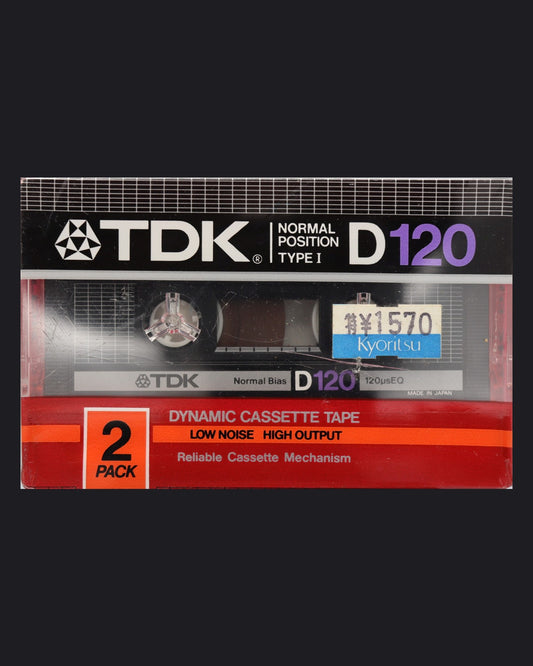 TDK®
NORMAL
POSITION
TYPE I
D120
¥1570
Kyoritsu
TDK
Normal Bias
D120
120µsEQ
MADE IN JAPAN
2
PACK
DYNAMIC CASSETTE TAPE
LOW NOISE HIGH OUTPUT
Reliable Cassette Mechanism